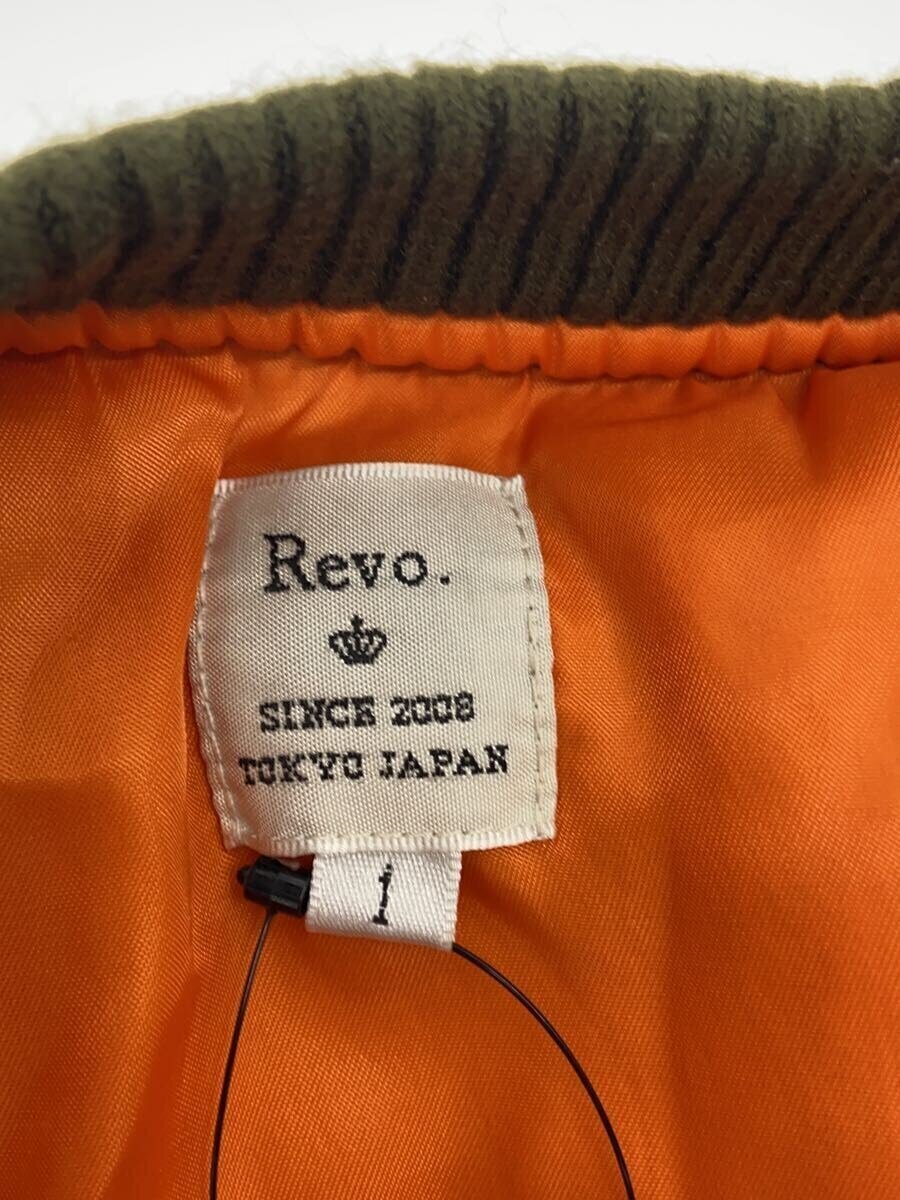 Revo.
SINCE 2008
TOKYO JAPAN
1